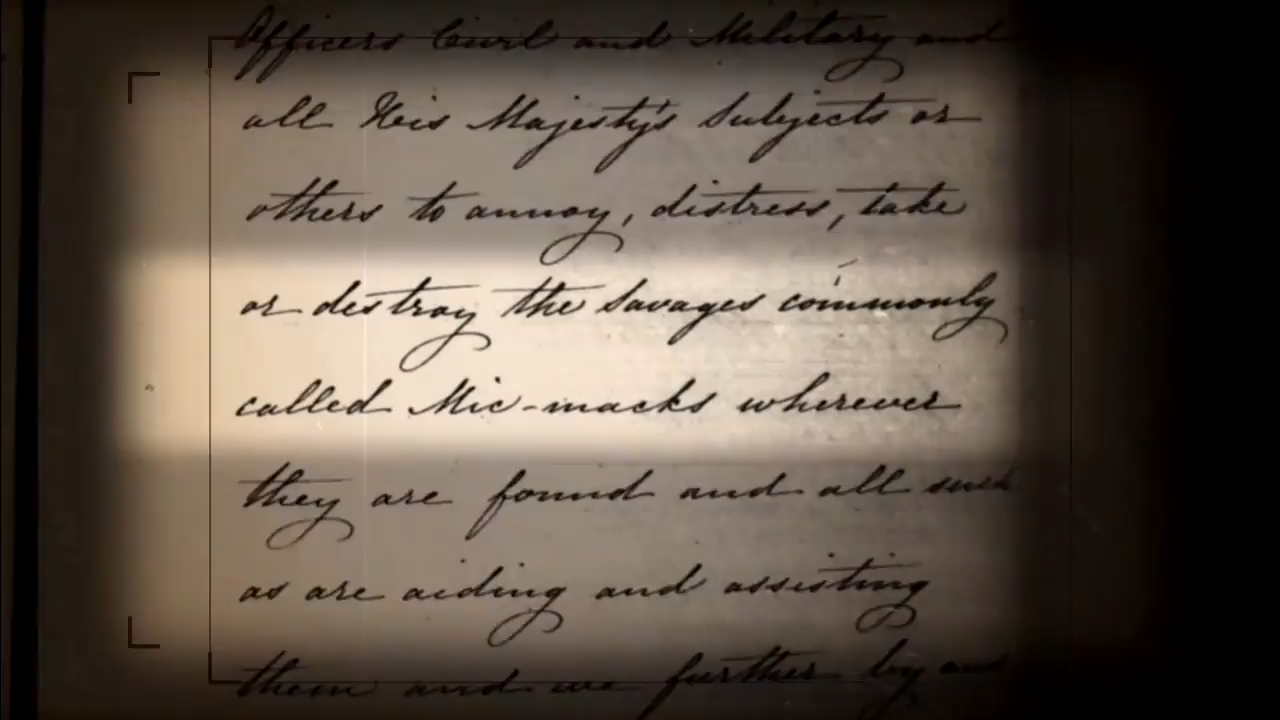 Officers Civil and Military and
all His Majesty's Subjects or
others to annoy, distress, take
or destroy the Savages commonly
called Mic-macks wherever
they are found and all such
as are aiding and assisting
them and we further by and